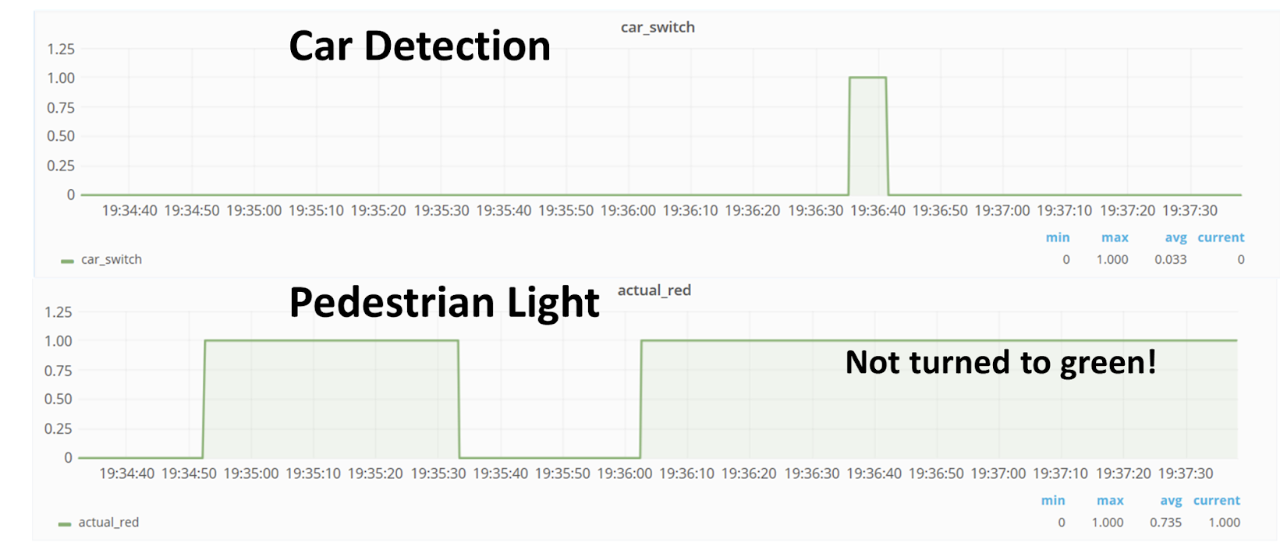 car_switch
Car Detection
1.25
1.00
0.75
0.50
0.25
0
19:34:40 19:34:50 19:35:00 19:35:10 19:35:20 19:35:30 19:35:40 19:35:50 19:36:00 19:36:10 19:36:20 19:36:30 19:36:40 19:36:50 19:37:00 19:37:10 19:37:20 19:37:30
min max avg current
car_switch 0 1.000 0.033 0
Pedestrian Light actual_red
1.25
1.00
Not turned to green!
0.75
0.50
0.25
0
19:34:40 19:34:50 19:35:00 19:35:10 19:35:20 19:35:30 19:35:40 19:35:50 19:36:00 19:36:10 19:36:20 19:36:30 19:36:40 19:36:50 19:37:00 19:37:10 19:37:20 19:37:30
min max avg current
actual_red 0 1.000 0.735 1.000